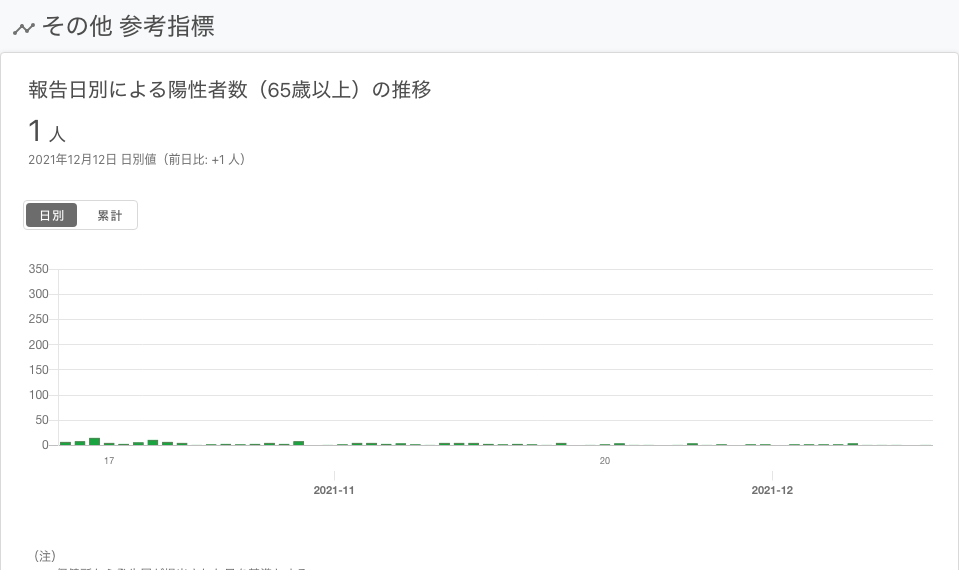 その他 参考指標
報告日別による陽性者数（65歳以上）の推移
1 人
2021年12月12日 日別値（前日比: +1 人）
日別 累計
350
300
250
200
150
100
50
0
17 20
2021-11 2021-12
（注）